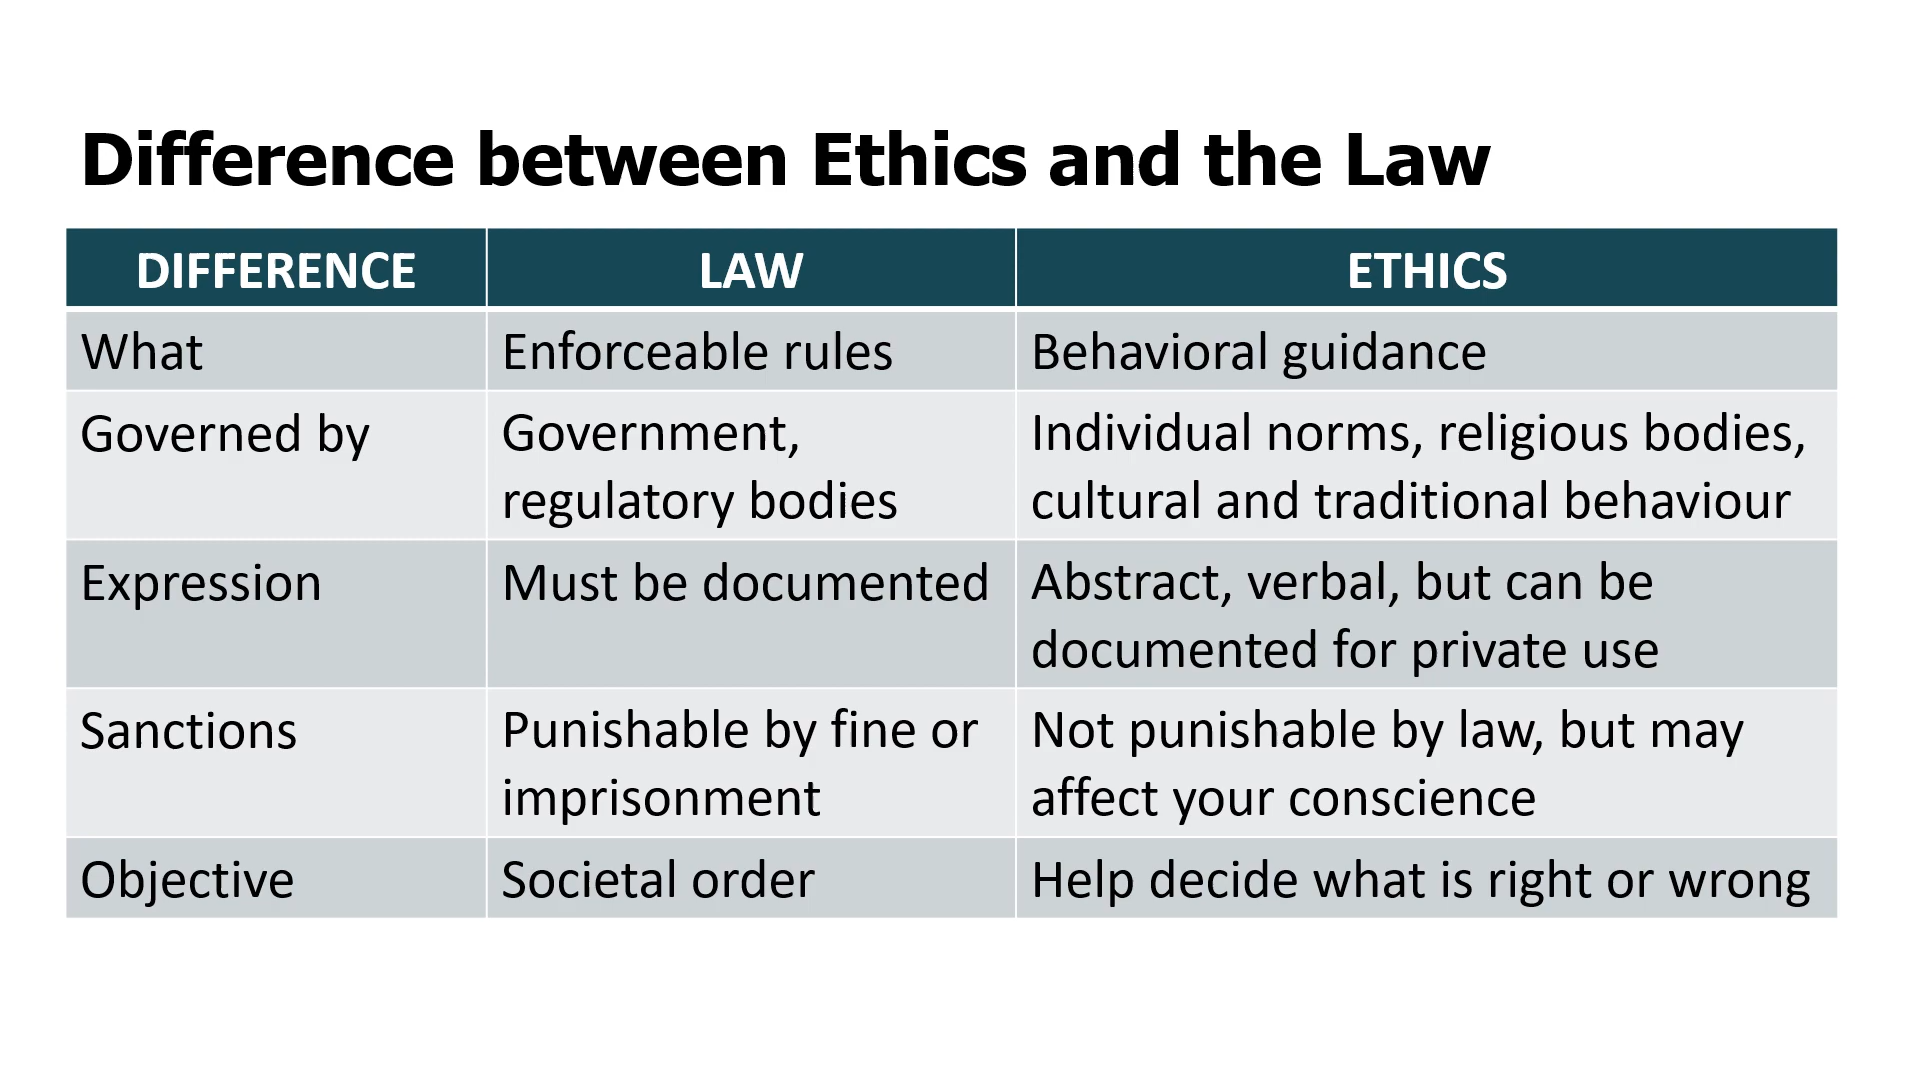 Difference between Ethics and the Law
DIFFERENCE LAW ETHICS
What Enforceable rules Behavioral guidance
Governed by Government, Individual norms, religious bodies,
regulatory bodies cultural and traditional behaviour
Expression Must be documented Abstract, verbal, but can be
documented for private use
Sanctions Punishable by fine or Not punishable by law, but may
imprisonment affect your conscience
Objective Societal order Help decide what is right or wrong